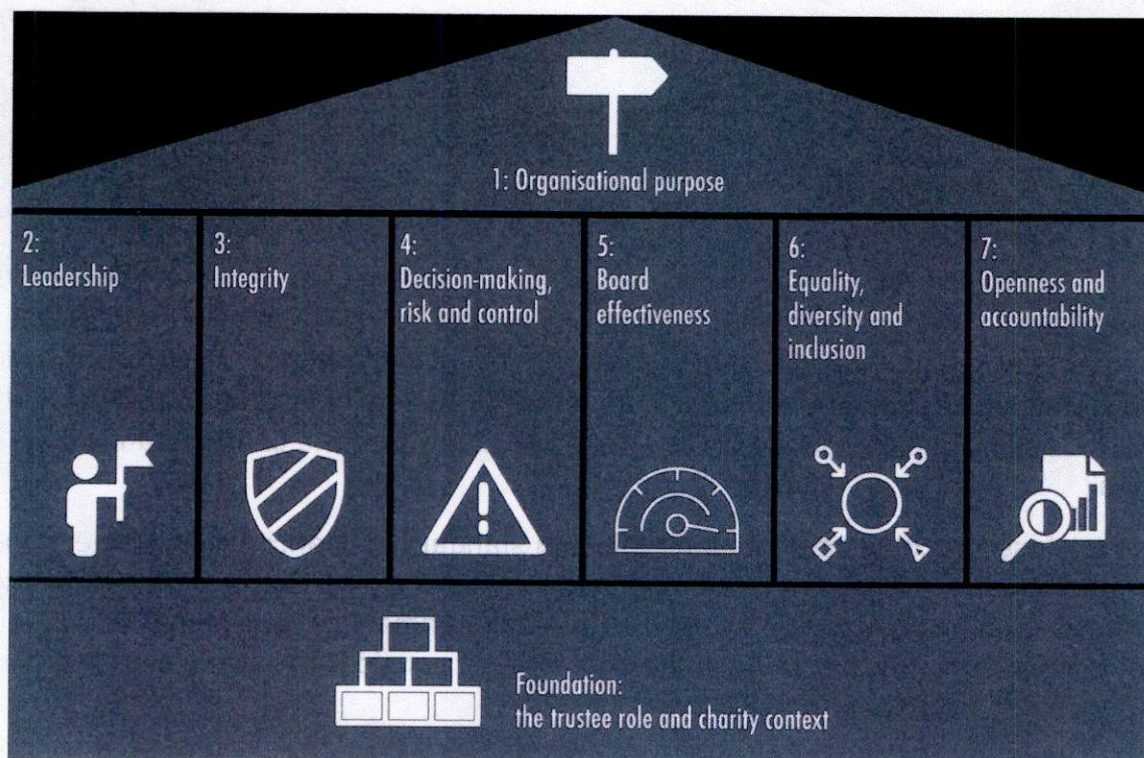 1: Organisational purpose
2:
Leadership
3:
Integrity
4:
Decision-making,
risk and control
5:
Board
effectiveness
6:
Equality,
diversity and
inclusion
7:
Openness and
accountability
Foundation:
the trustee role and charity context